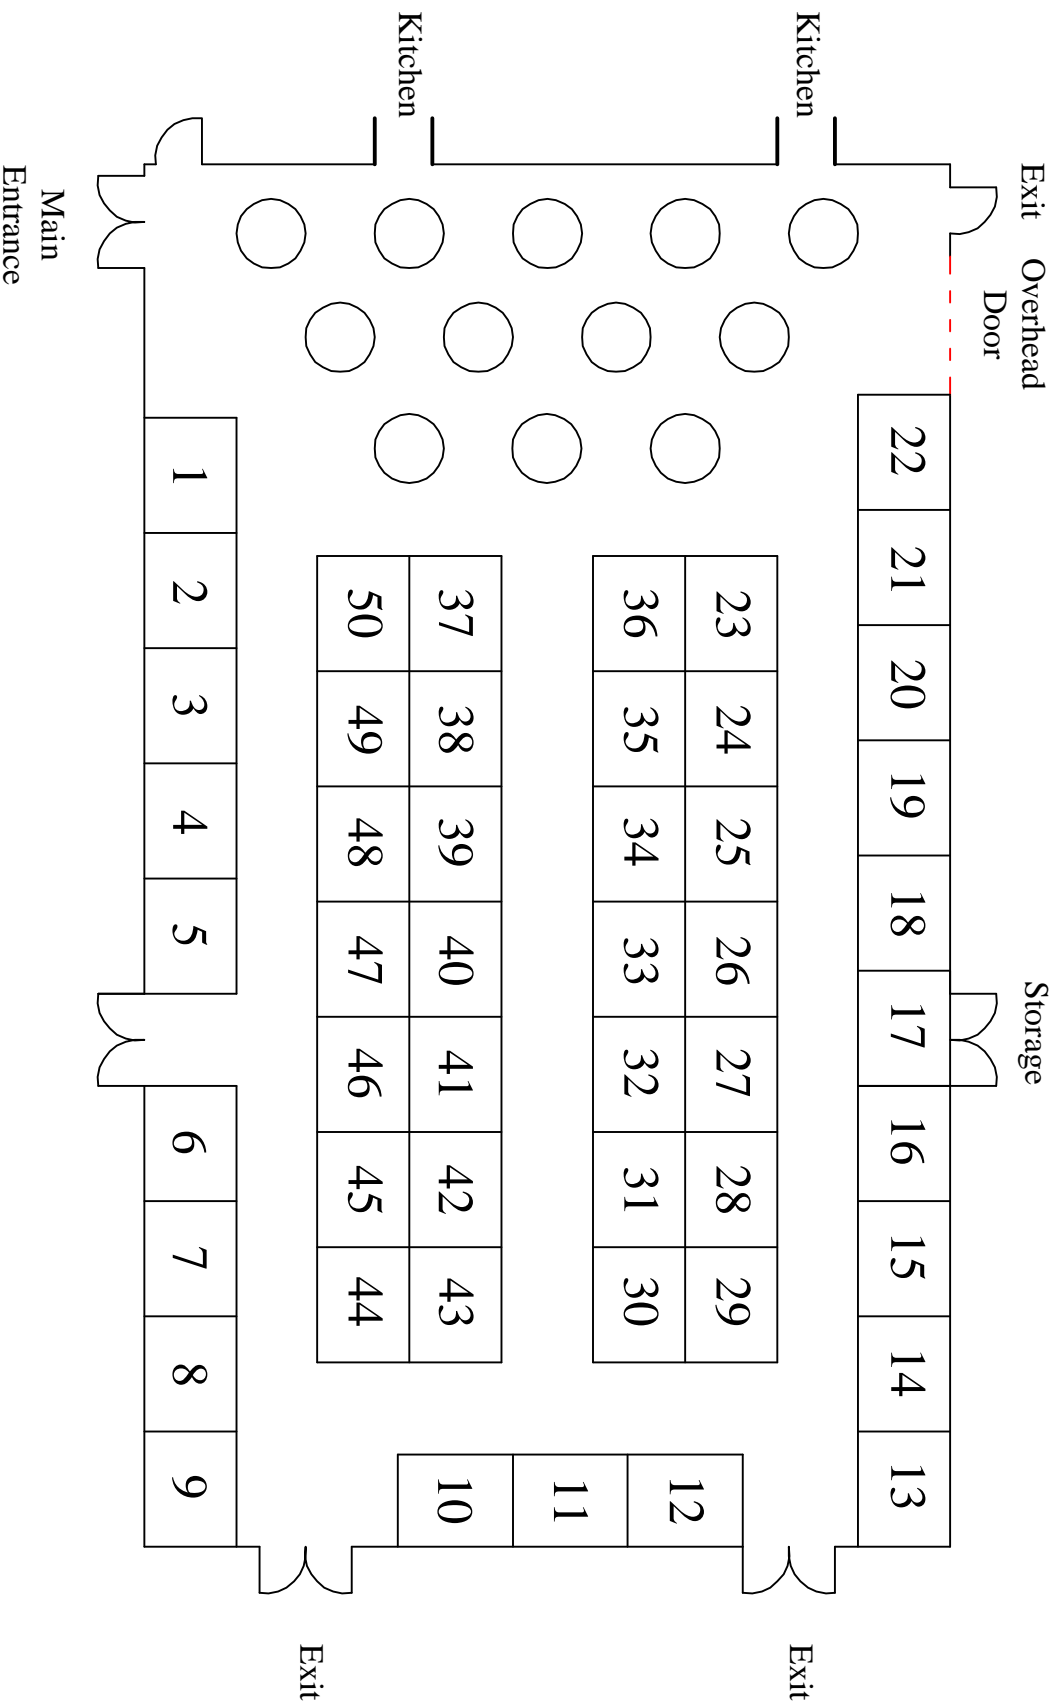 Exit
Overhead
Door
Storage
22 21 20 19 18 17 16 15 14 13
Kitchen
Exit
23 24 25 26 27 28 29
12
36 35 34 33 32 31 30
11
37 38 39 40 41 42 43
10
Kitchen
50 49 48 47 46 45 44
Exit
1 2 3 4 5 6 7 8 9
Main
Entrance